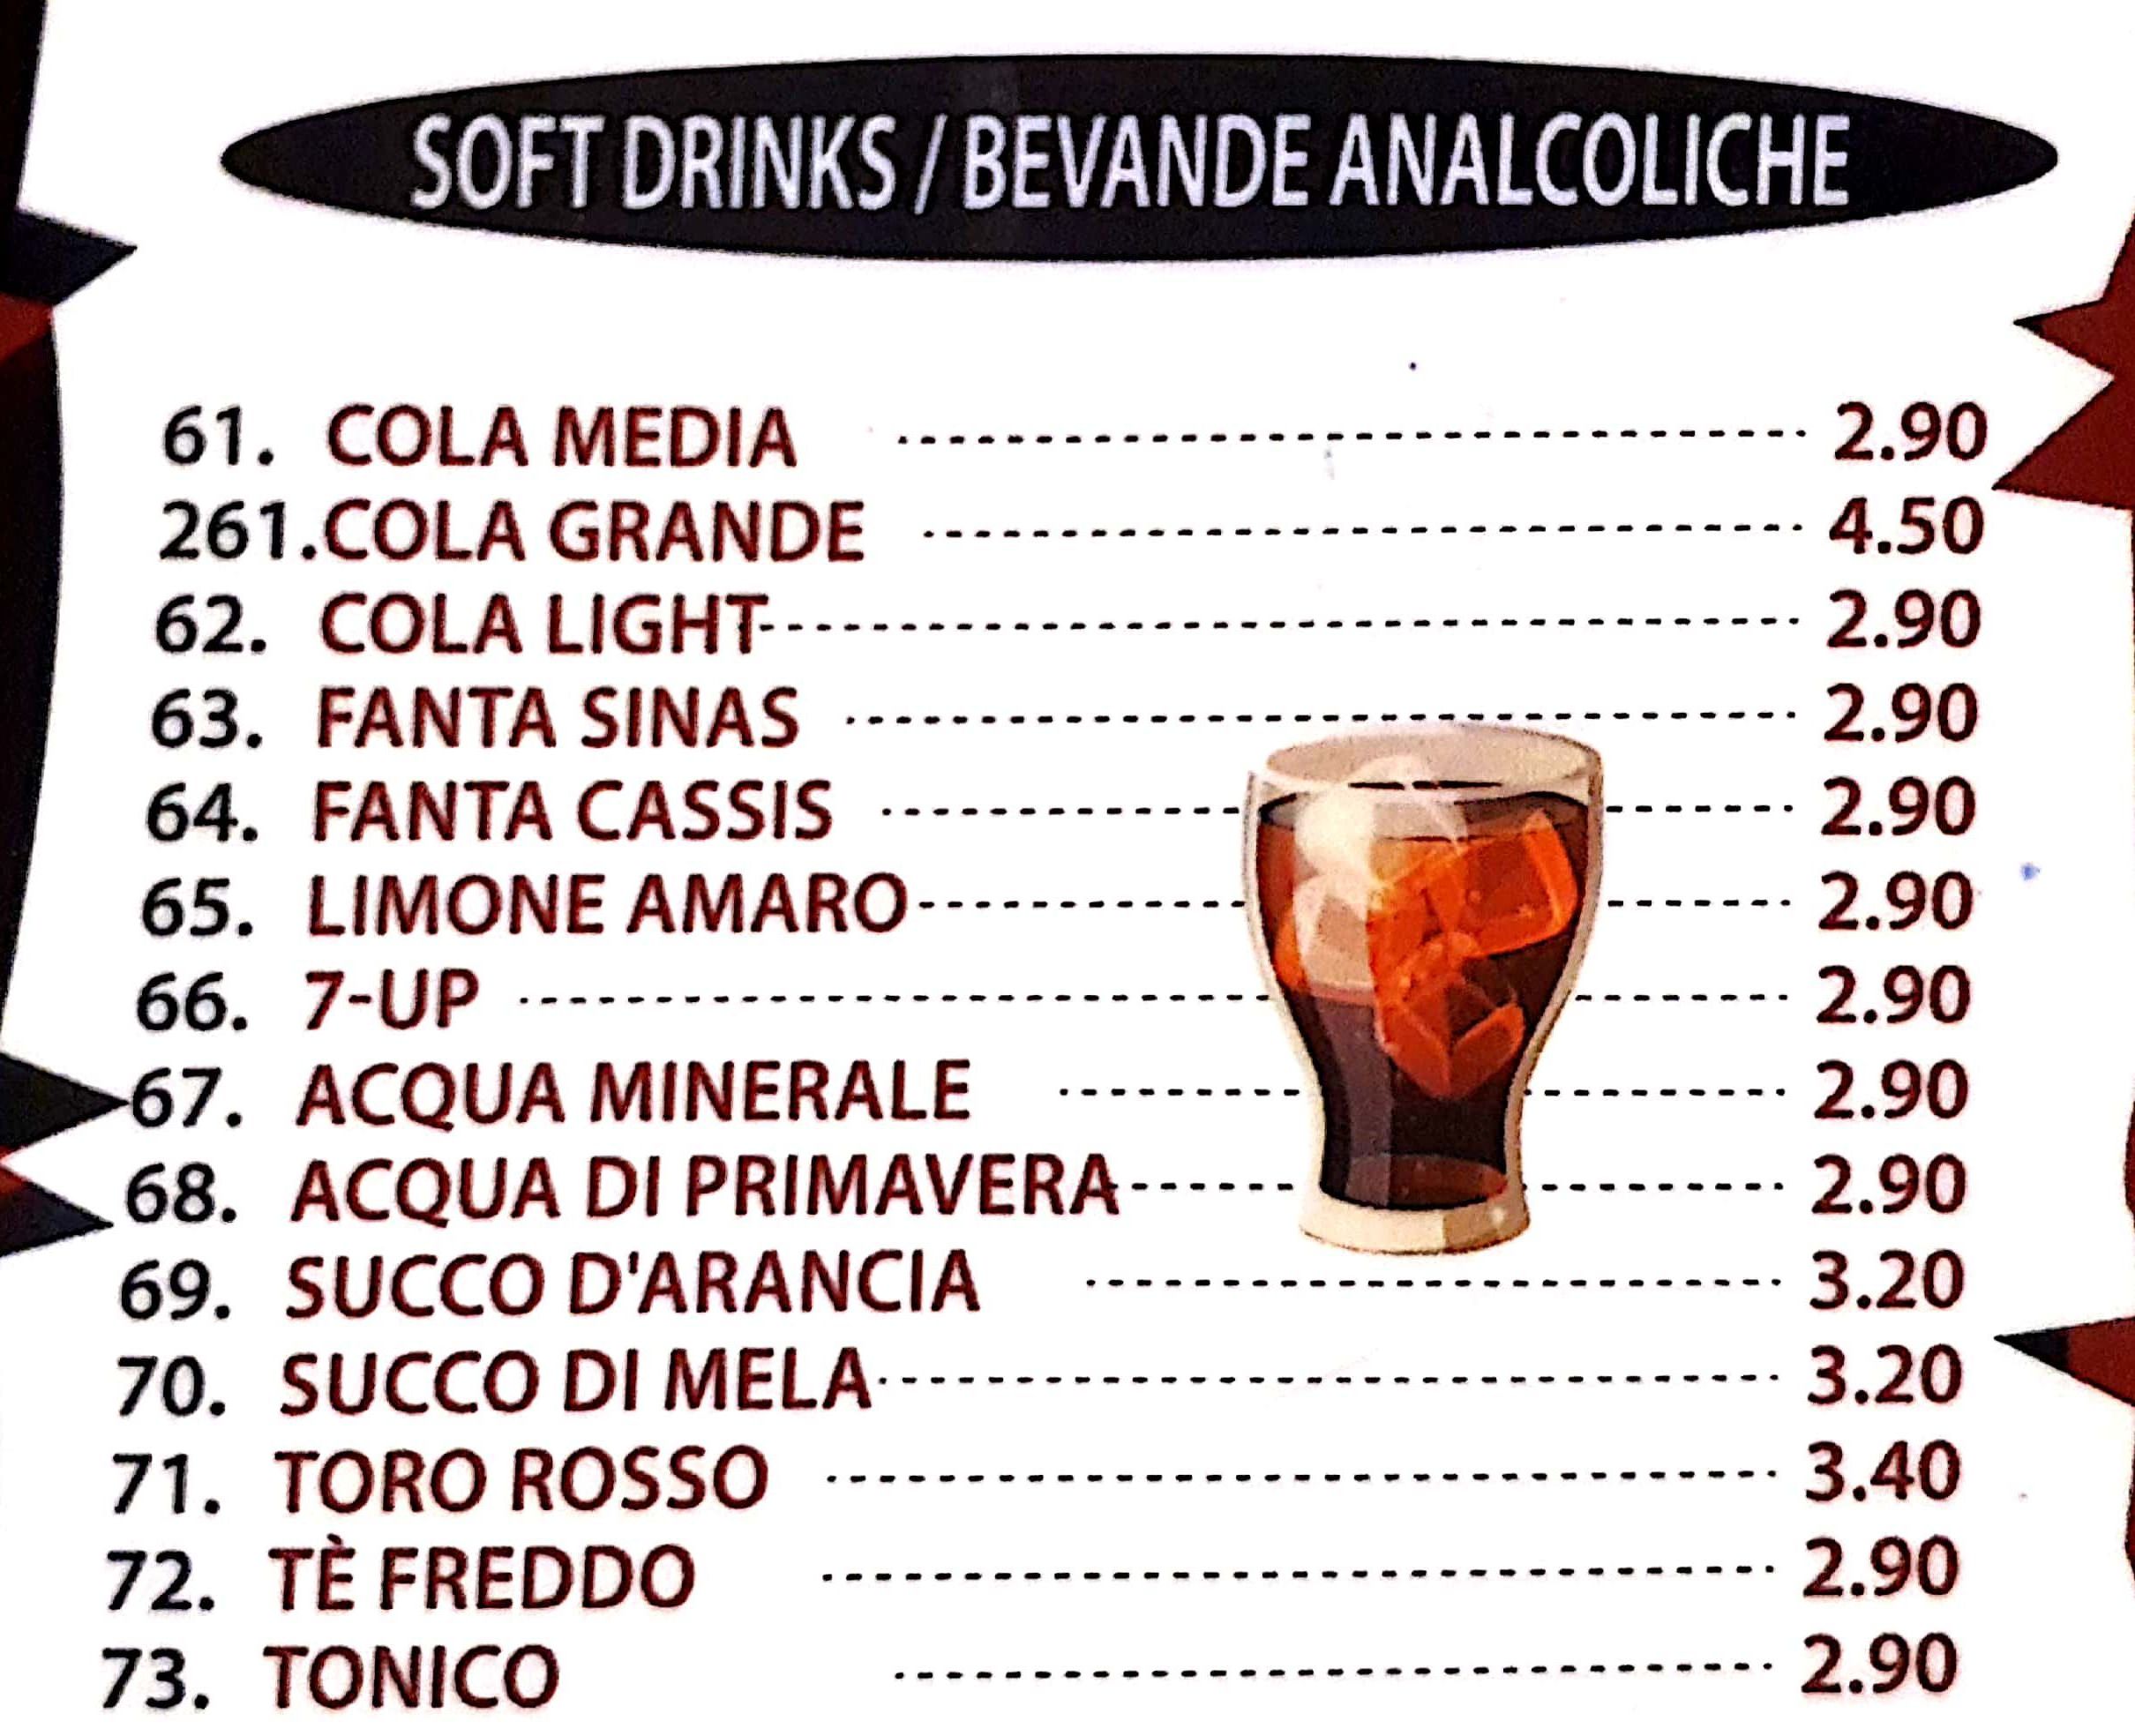 SOFT DRINKS / BEVANDE ANALCOLICHE
61. COLA MEDIA 2.90
261. COLA GRANDE 4.50
62. COLA LIGHT 2.90
63. FANTA SINAS 2.90
64. FANTA CASSIS 2.90
65. LIMONE AMARO 2.90
66. 7-UP 2.90
67. ACQUA MINERALE 2.90
68. ACQUA DI PRIMAVERA 2.90
69. SUCCO D'ARANCIA 3.20
70. SUCCO DI MELA 3.20
71. TORO ROSSO 3.40
72. TÈ FREDDO 2.90
73. TONICO 2.90